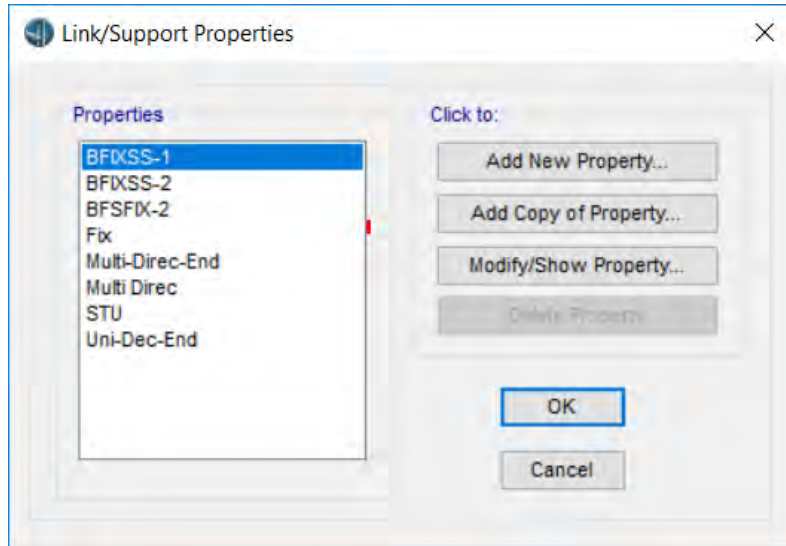 Link/Support Properties
Properties
BFIXSS-1
BFIXSS-2
BFSFIX-2
Fix
Multi-Direc-End
Multi Direc
STU
Uni-Dec-End
Click to:
Add New Property...
Add Copy of Property...
Modify/Show Property...
Delete Property
OK
Cancel